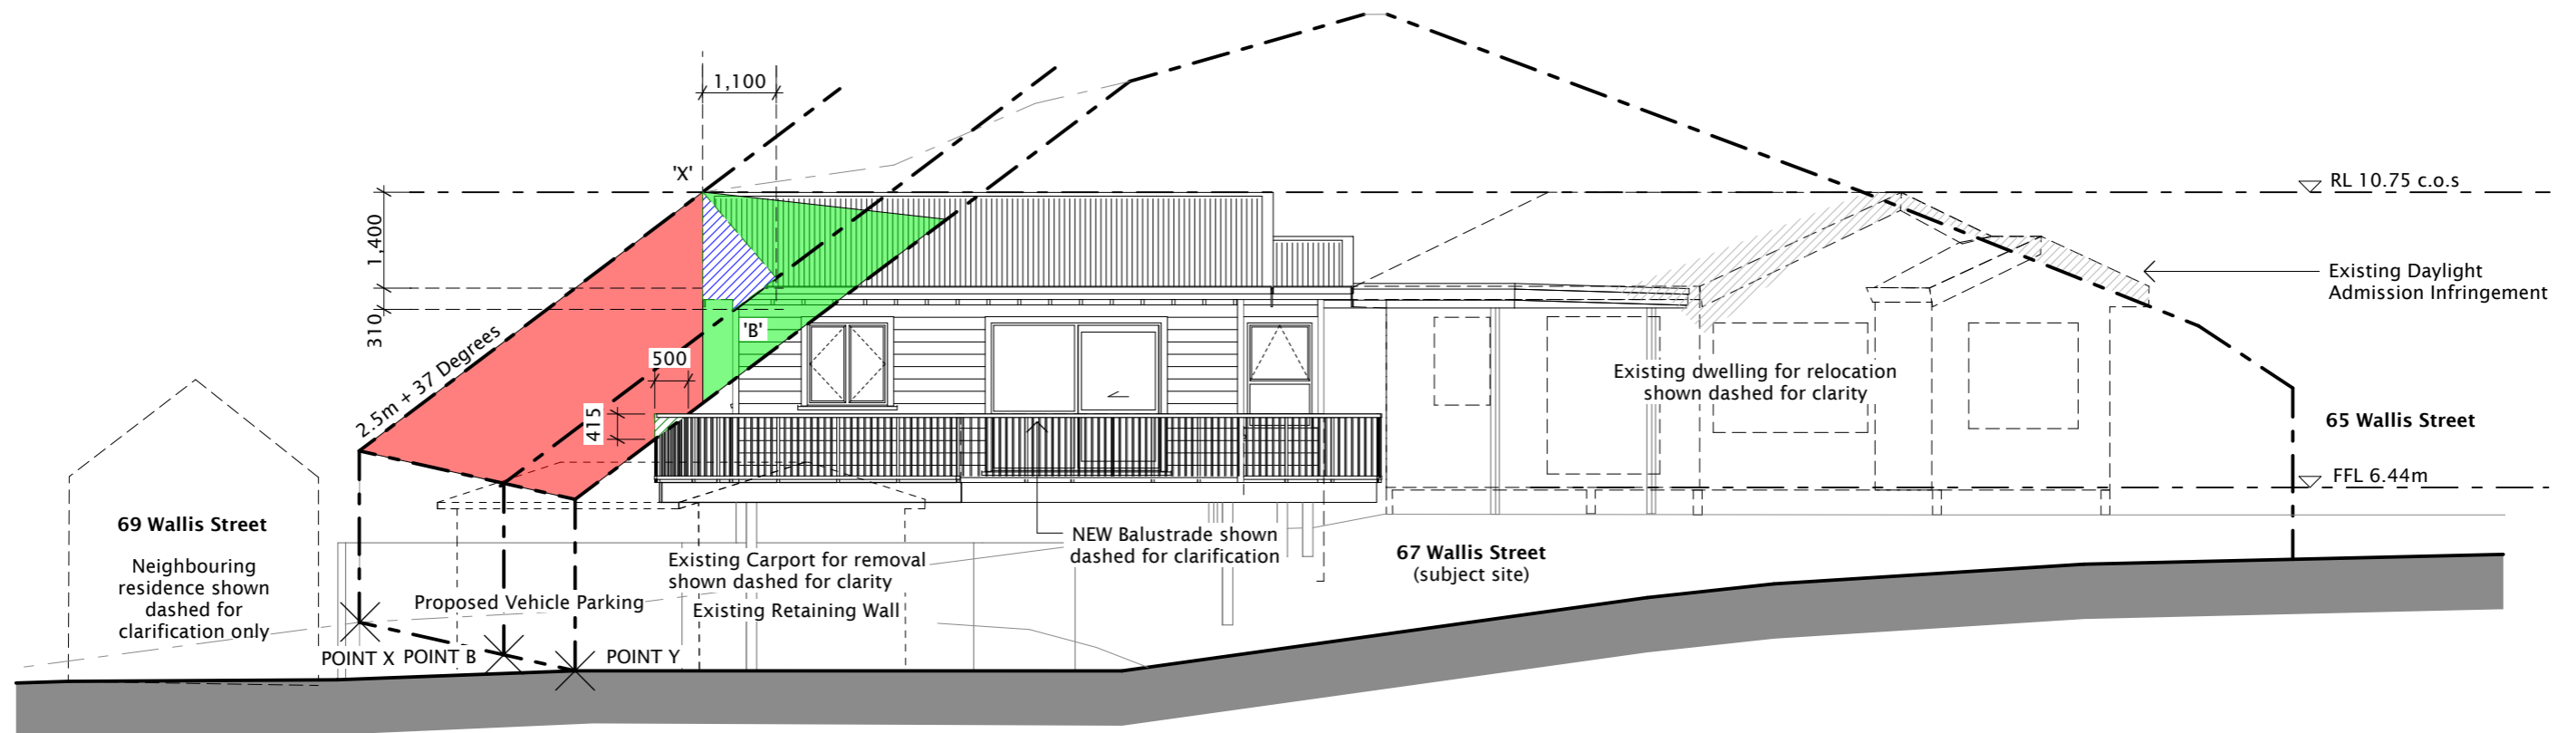 1,100
'X'
RL 10.75 c.o.s
1,400
Existing Daylight
Admission Infringement
310
'B'
2.5m + 37 Degrees
500
Existing dwelling for relocation
shown dashed for clarity
415
65 Wallis Street
FFL 6.44m
69 Wallis Street
Neighbouring
residence shown
dashed for
clarification only
NEW Balustrade shown
dashed for clarification
67 Wallis Street
(subject site)
Existing Carport for removal
shown dashed for clarity
Proposed Vehicle Parking
Existing Retaining Wall
POINT X
POINT B
POINT Y